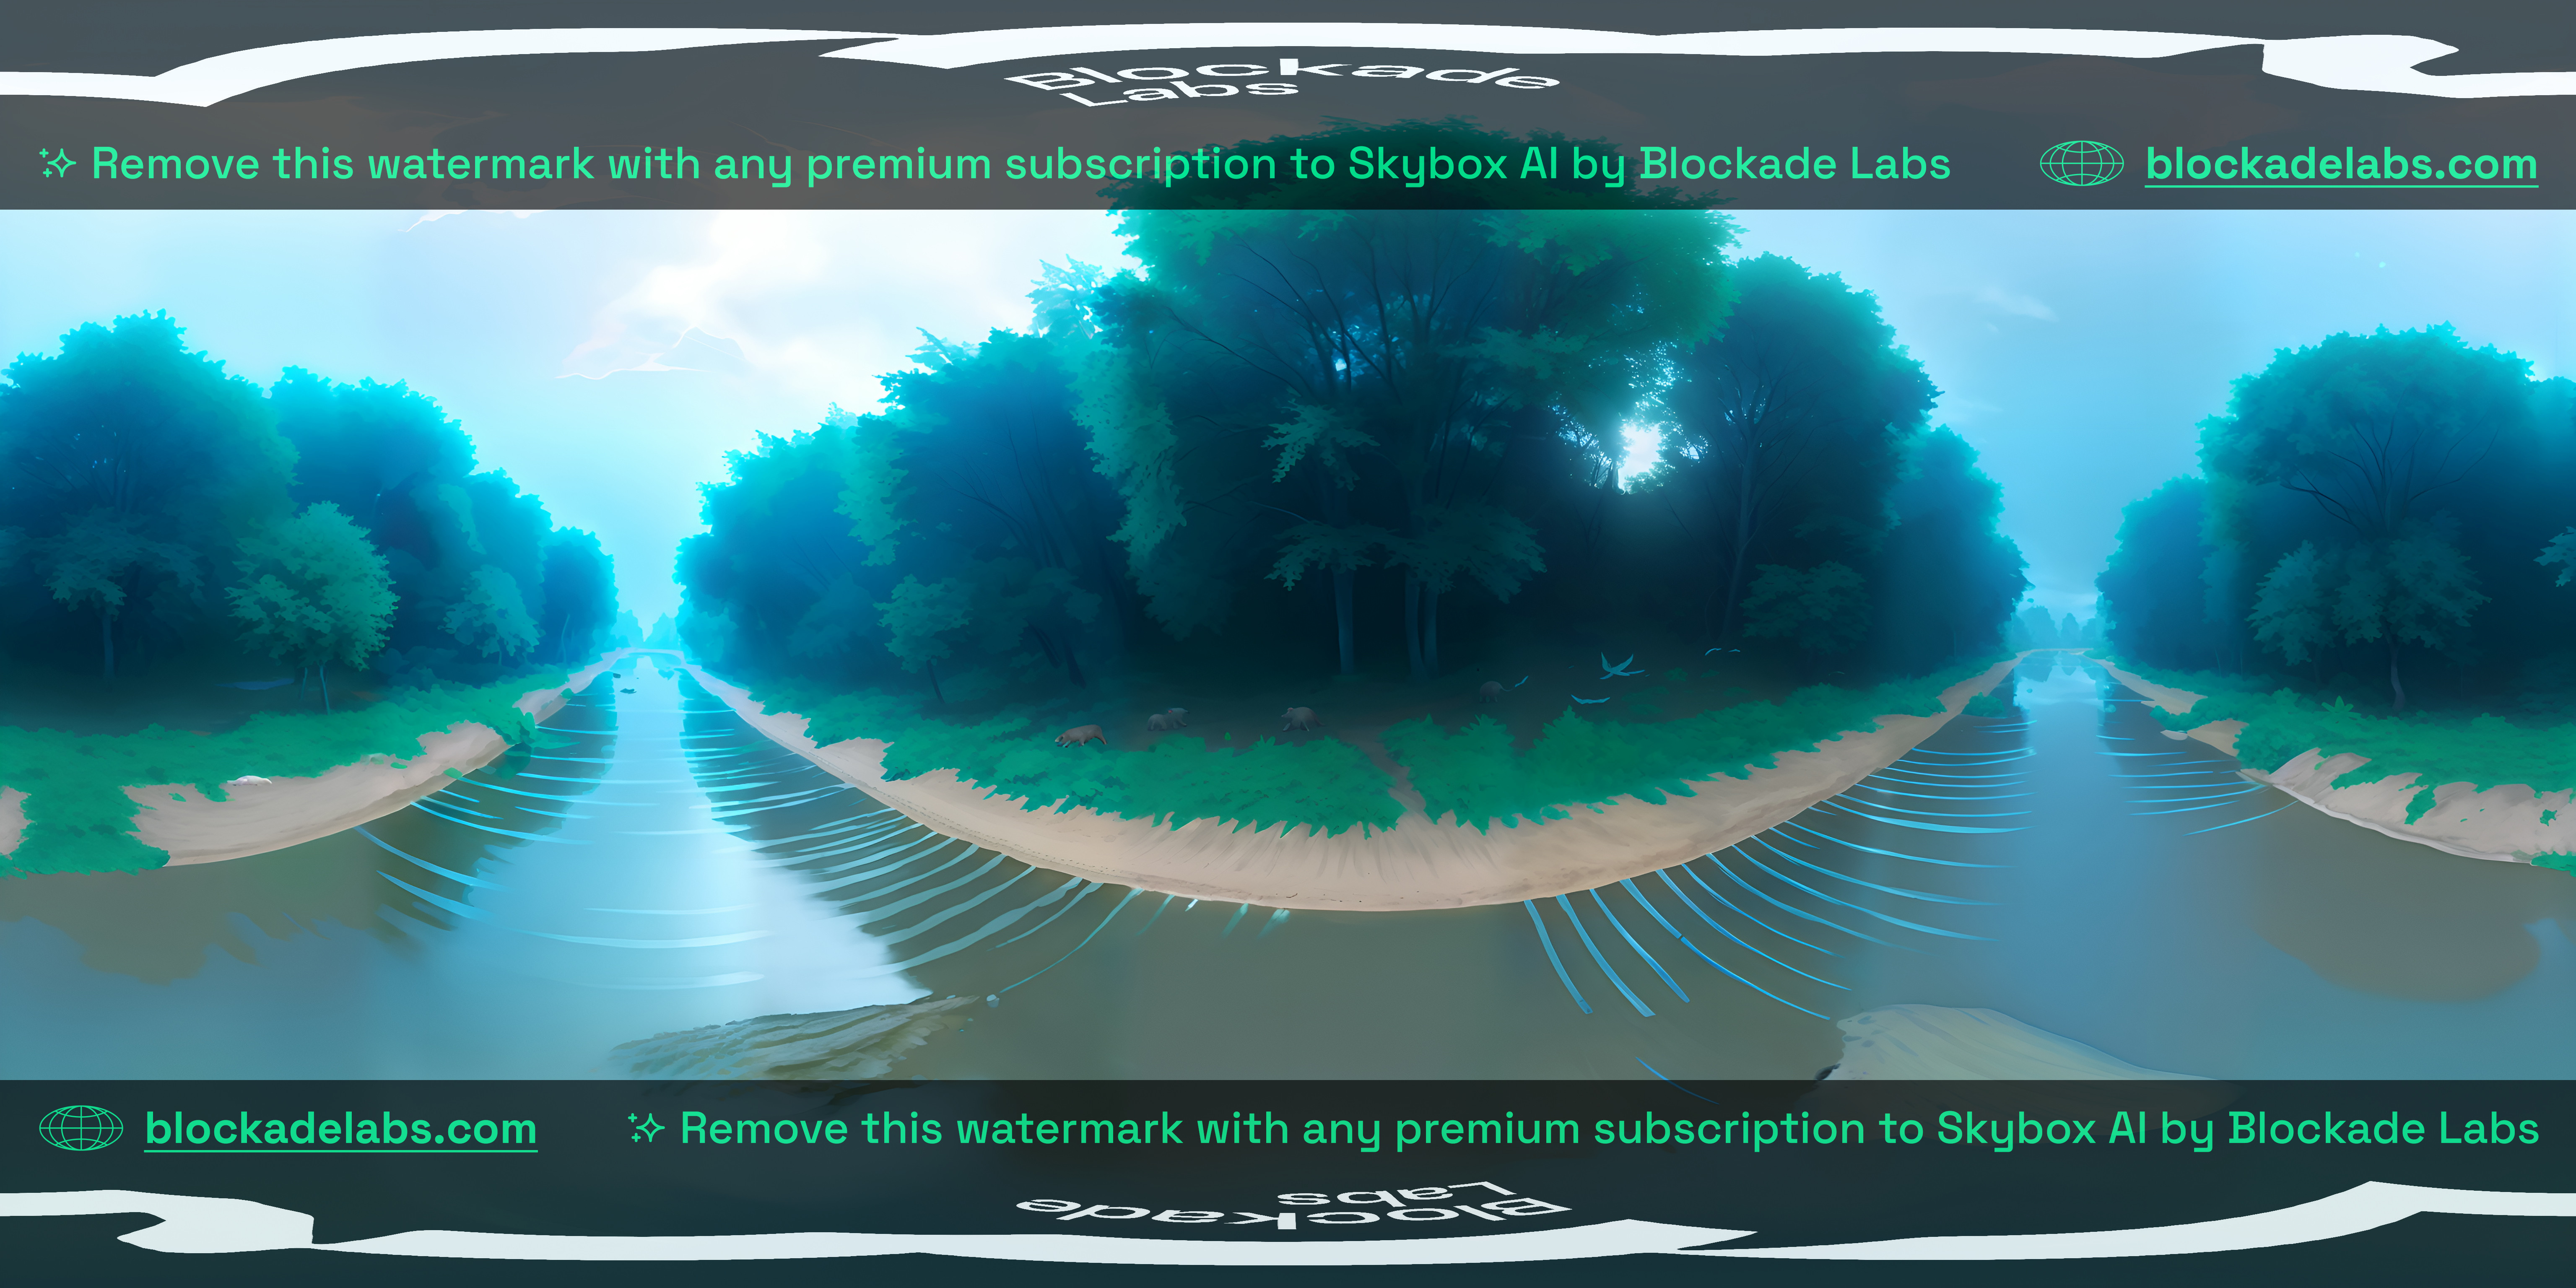 Blockade
Labs
Remove this watermark with any premium subscription to Skybox AI by Blockade Labs
blockadelabs.com
blockadelabs.com
Remove this watermark with any premium subscription to Skybox AI by Blockade Labs
Labs
Blockade